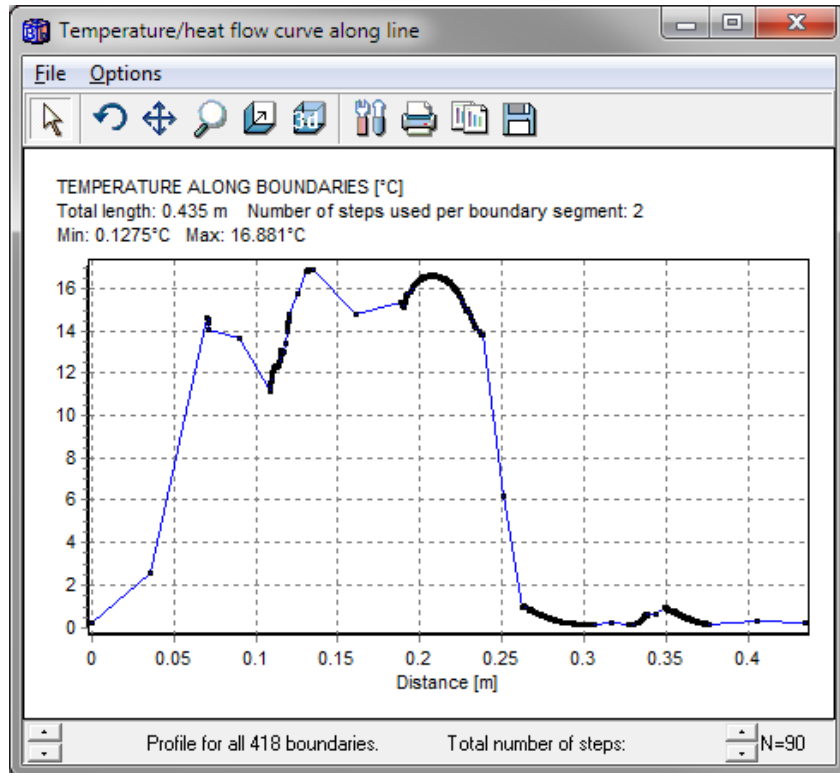 Temperature/heat flow curve along line
File Options
3d
TEMPERATURE ALONG BOUNDARIES [°C]
Total length: 0.435 m Number of steps used per boundary segment: 2
Min: 0.1275°C Max: 16.881°C
16
14
12
10
8
6
4
2
0
0 0.05 0.1 0.15 0.2 0.25 0.3 0.35 0.4
Distance [m]
Profile for all 418 boundaries. Total number of steps: N=90